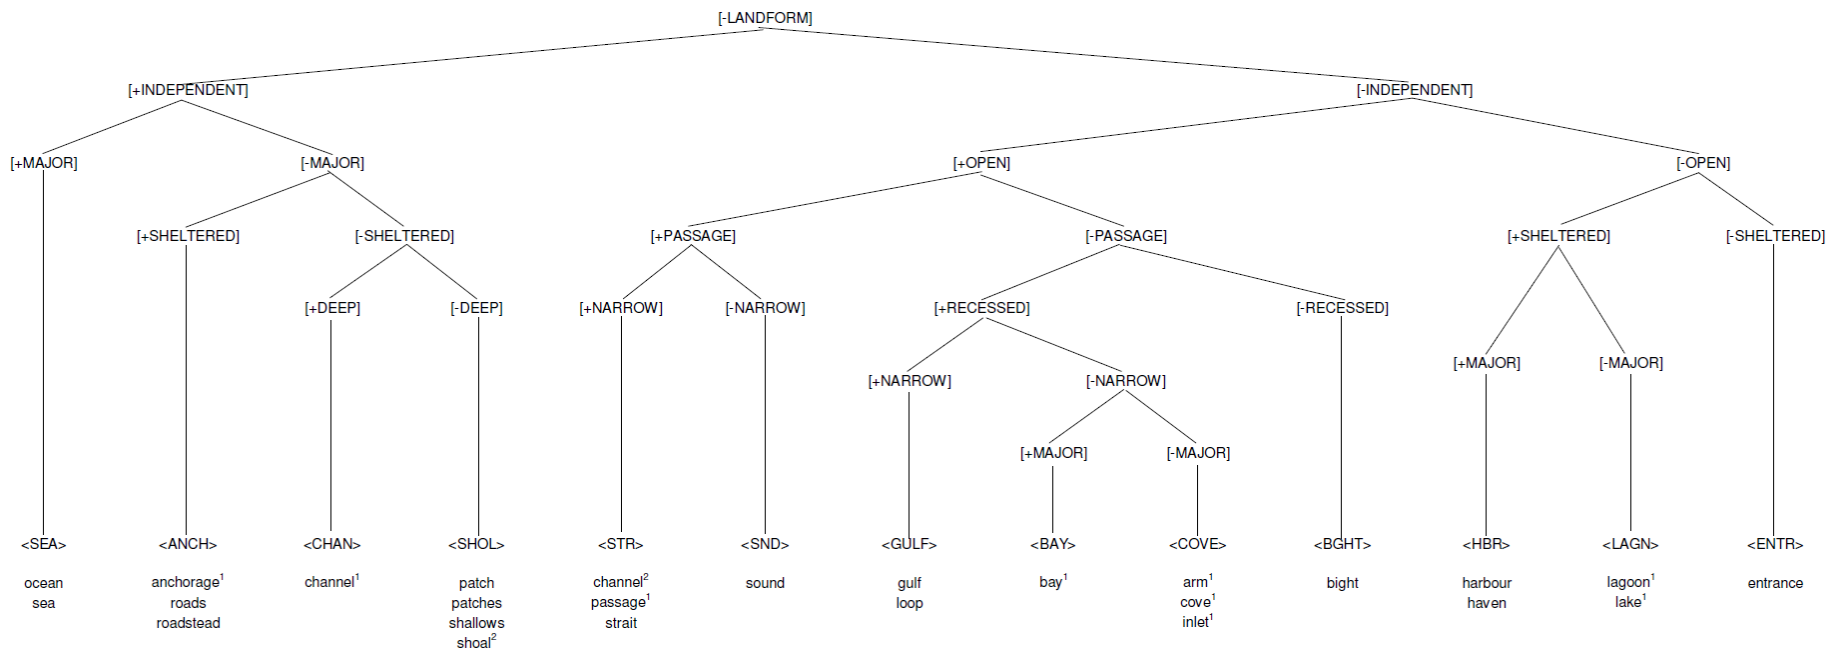 [-LANDFORM]
[+INDEPENDENT] [-INDEPENDENT]
[+MAJOR] [-MAJOR] [+OPEN] [-OPEN]
[+SHELTERED] [-SHELTERED] [+PASSAGE] [-PASSAGE] [+SHELTERED] [-SHELTERED]
[+DEEP] [-DEEP] [+NARROW] [-NARROW] [+RECESSED] [-RECESSED]
[+MAJOR] [-MAJOR]
[+NARROW] [-NARROW]
[+MAJOR] [-MAJOR]
<SEA> <ANCH> <CHAN> <SHOL> <STR> <SND> <GULF> <BAY> <COVE> <BGHT> <HBR> <LAGN> <ENTR>
ocean anchorage¹ channel¹ patch channel² sound gulf bay¹ arm¹ bight harbour lagoon¹ entrance
sea roads patches passage¹ loop cove¹ haven lake¹
roadstead shallows strait inlet¹
shoal²